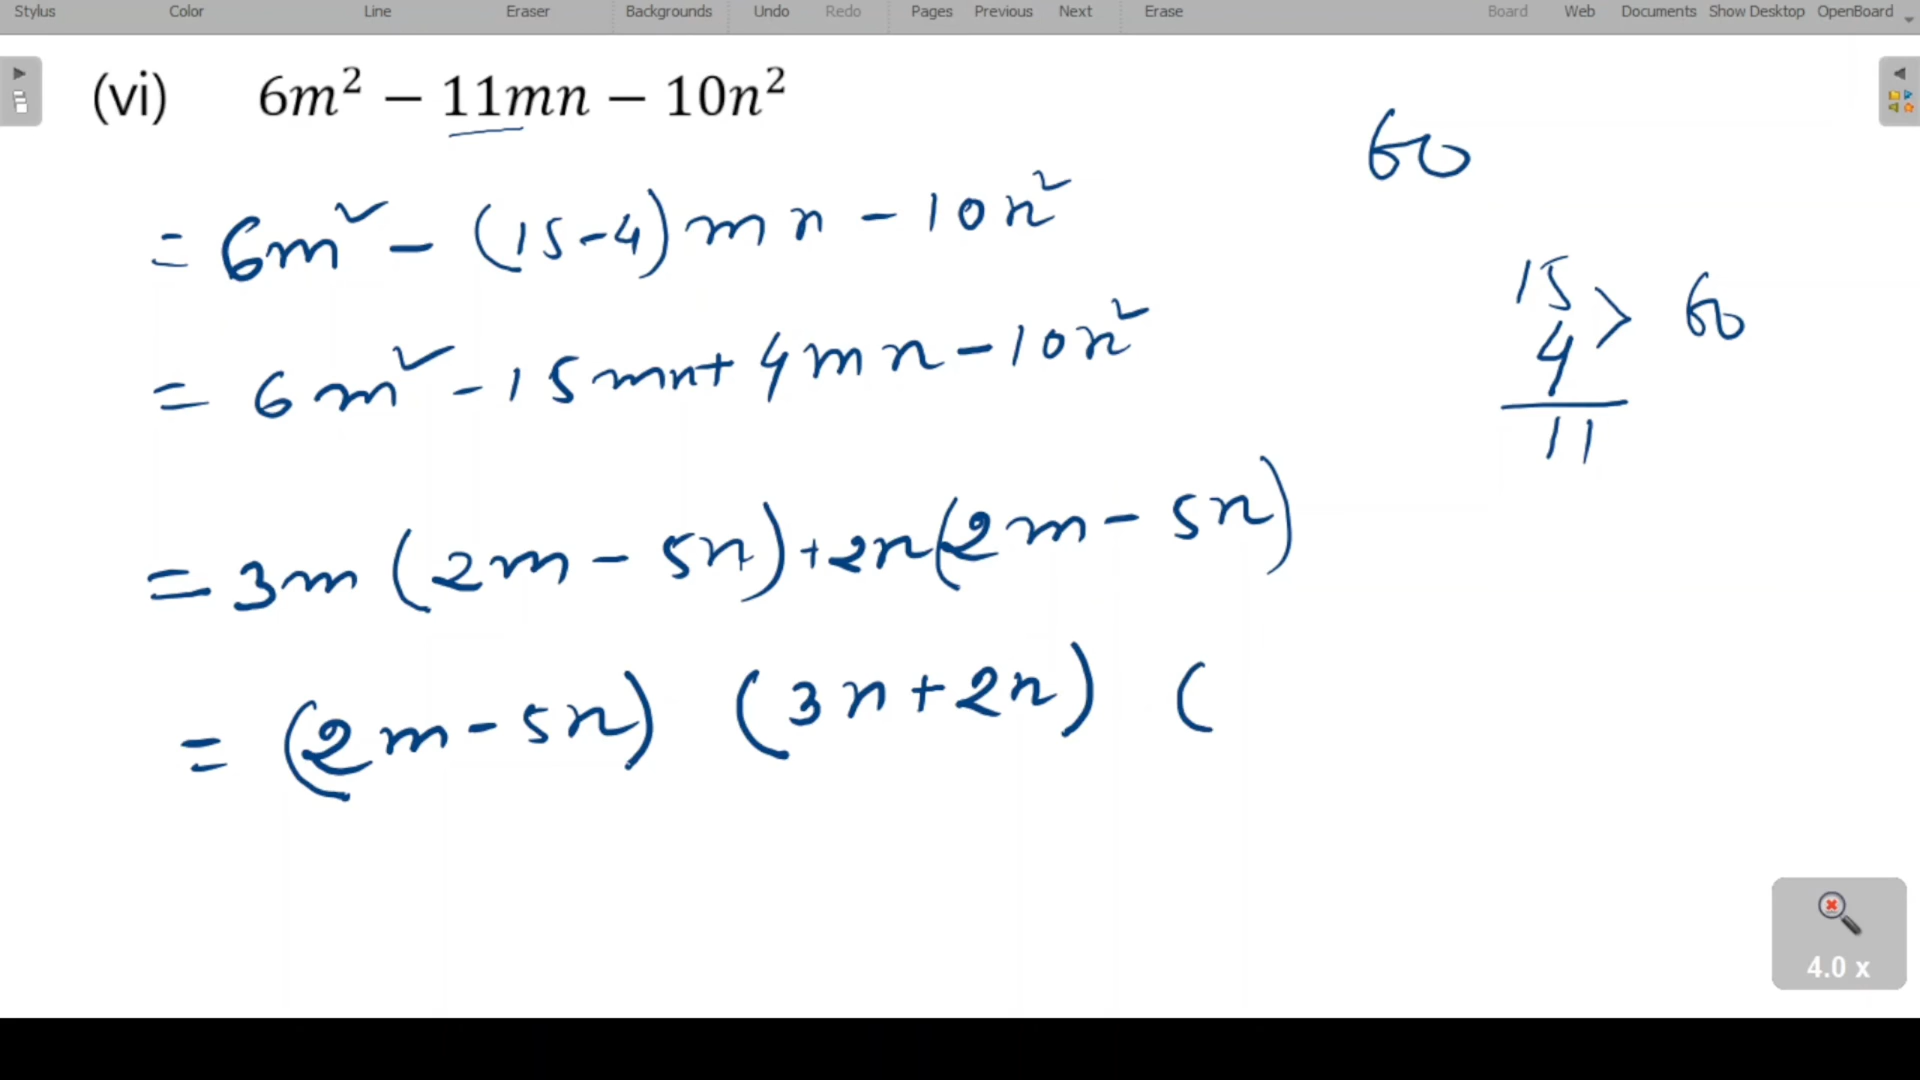 Stylus Color Line Eraser Backgrounds Undo Redo Pages Previous Next Erase Board Web Documents Show Desktop OpenBoard
(vi) 6m² − 11mn − 10n²
60
= 6m² − (15-4) m n − 10n²
15
4 > 60
11
= 6m² - 15mn + 4mn − 10n²
= 3m (2m − 5n) + 2n (2m − 5n)
= (2m - 5n) (3n + 2n) (
4.0 x